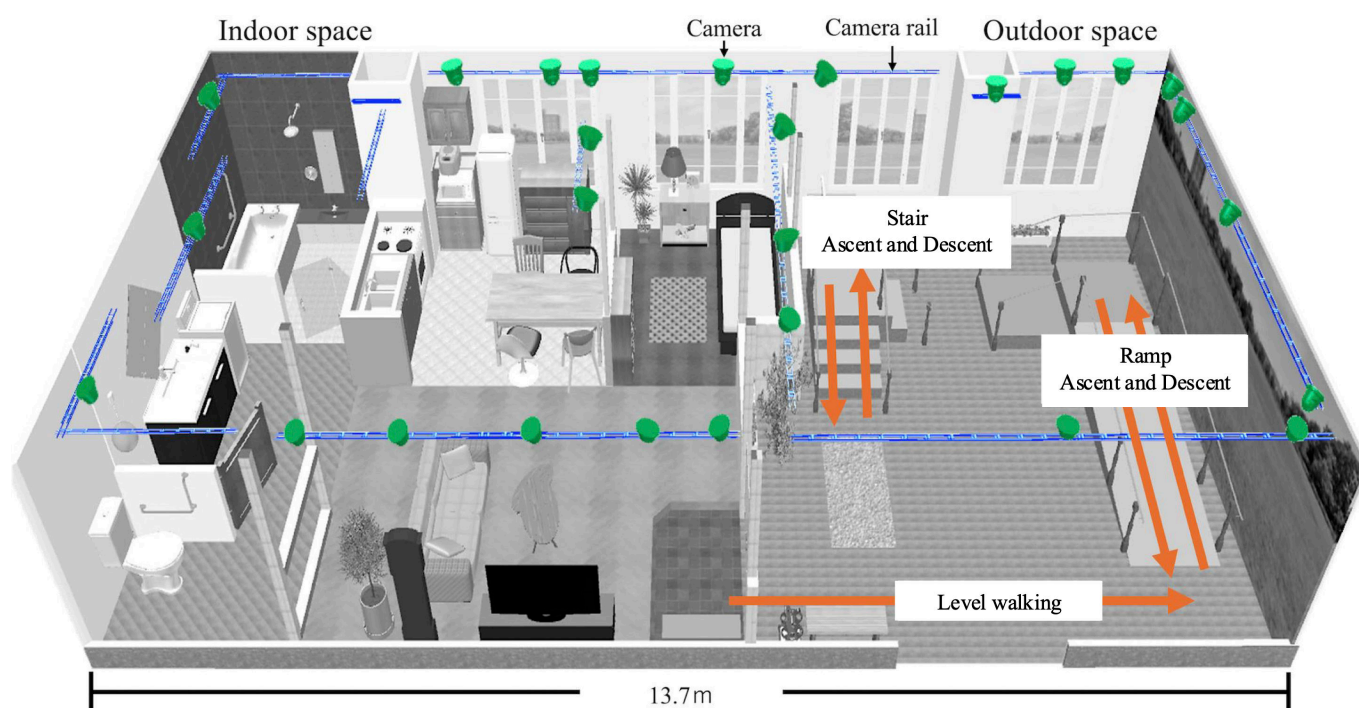 Indoor space
Camera
Camera rail
Outdoor space
Stair
Ascent and Descent
Ramp
Ascent and Descent
Level walking
13.7m